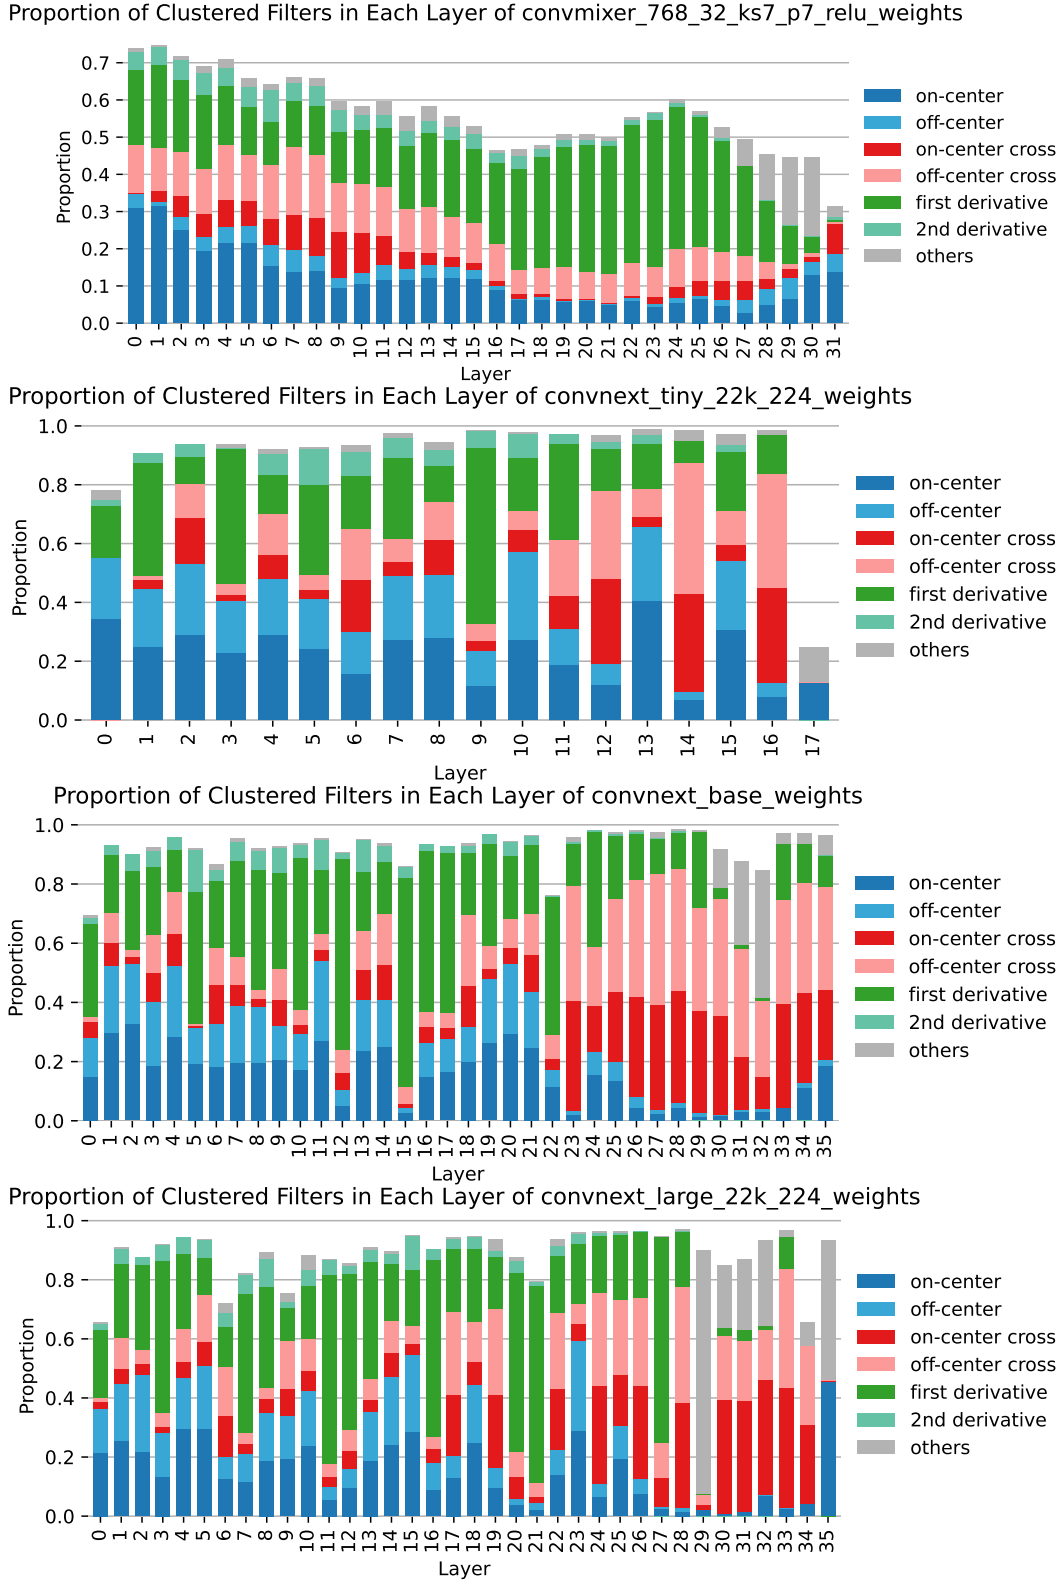 Proportion of Clustered Filters in Each Layer of convmixer_768_32_ks7_p7_relu_weights
0.7
0.6
0.5
0.4
0.3
0.2
0.1
0.0
Proportion
0 1 2 3 4 5 6 7 8 9 10 11 12 13 14 15 16 17 18 19 20 21 22 23 24 25 26 27 28 29 30 31
Layer
on-center
off-center
on-center cross
off-center cross
first derivative
2nd derivative
others
Proportion of Clustered Filters in Each Layer of convnext_tiny_22k_224_weights
1.0
0.8
0.6
0.4
0.2
0.0
Proportion
0 1 2 3 4 5 6 7 8 9 10 11 12 13 14 15 16 17
Layer
on-center
off-center
on-center cross
off-center cross
first derivative
2nd derivative
others
Proportion of Clustered Filters in Each Layer of convnext_base_weights
1.0
0.8
0.6
0.4
0.2
0.0
Proportion
0 1 2 3 4 5 6 7 8 9 10 11 12 13 14 15 16 17 18 19 20 21 22 23 24 25 26 27 28 29 30 31 32 33 34 35
Layer
on-center
off-center
on-center cross
off-center cross
first derivative
2nd derivative
others
Proportion of Clustered Filters in Each Layer of convnext_large_22k_224_weights
1.0
0.8
0.6
0.4
0.2
0.0
Proportion
0 1 2 3 4 5 6 7 8 9 10 11 12 13 14 15 16 17 18 19 20 21 22 23 24 25 26 27 28 29 30 31 32 33 34 35
Layer
on-center
off-center
on-center cross
off-center cross
first derivative
2nd derivative
others